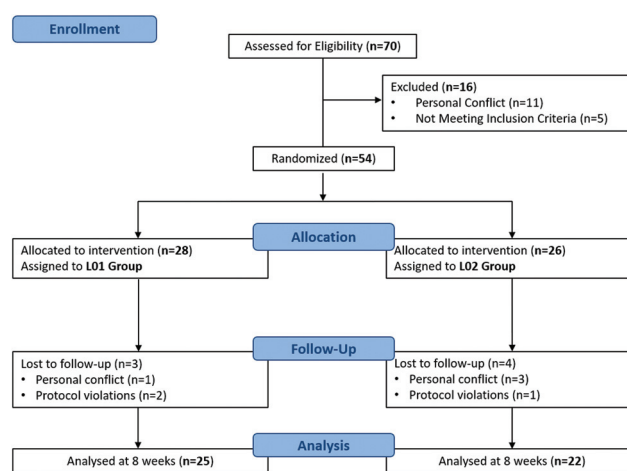 Enrollment
Assessed for Eligibility (n=70)
Excluded (n=16)
• Personal Conflict (n=11)
• Not Meeting Inclusion Criteria (n=5)
Randomized (n=54)
Allocation
Allocated to intervention (n=28)
Assigned to L01 Group
Allocated to intervention (n=26)
Assigned to L02 Group
Follow-Up
Lost to follow-up (n=3)
• Personal conflict (n=1)
• Protocol violations (n=2)
Lost to follow-up (n=4)
• Personal conflict (n=3)
• Protocol violations (n=1)
Analysis
Analysed at 8 weeks (n=25)
Analysed at 8 weeks (n=22)